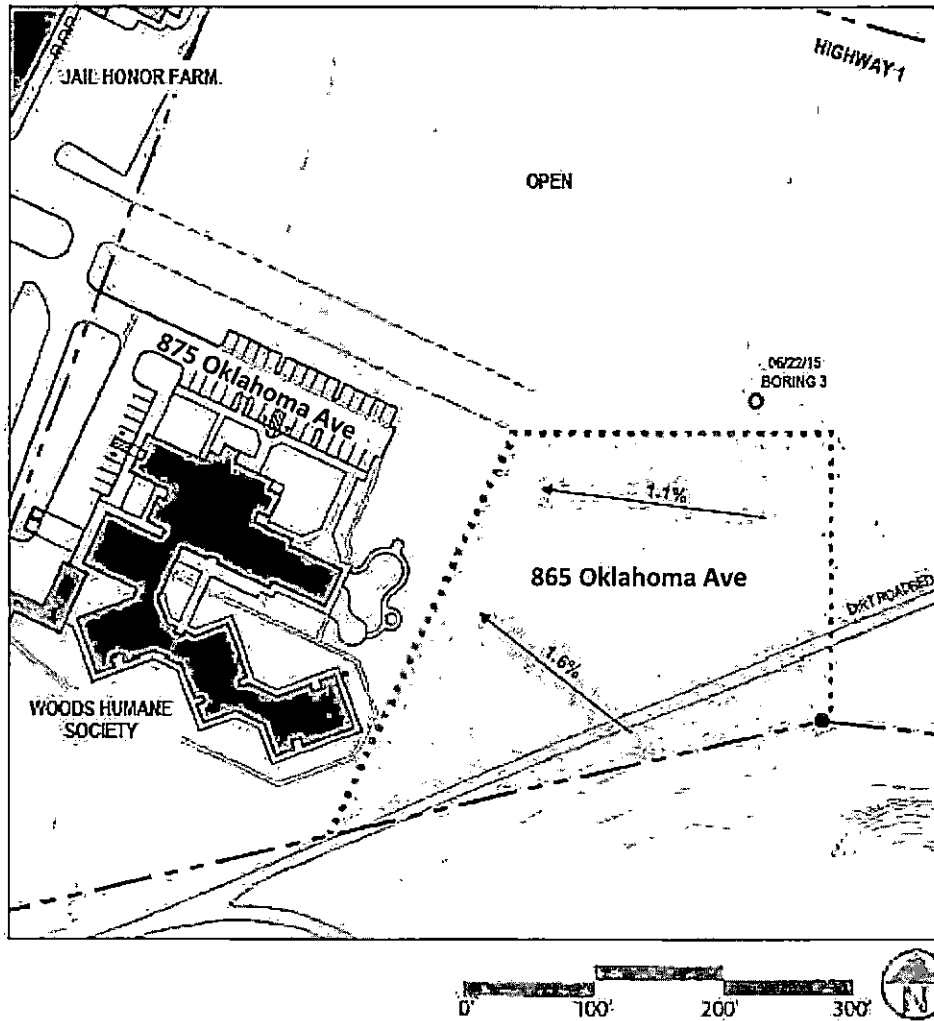 HIGHWAY 1
JAIL HONOR FARM.
OPEN
06/22/15
BORING 3
875 Oklahoma Ave
1.1%
865 Oklahoma Ave
DIRT ROADBED
1.6%
WOODS HUMANE
SOCIETY
0' 100' 200' 300'
N